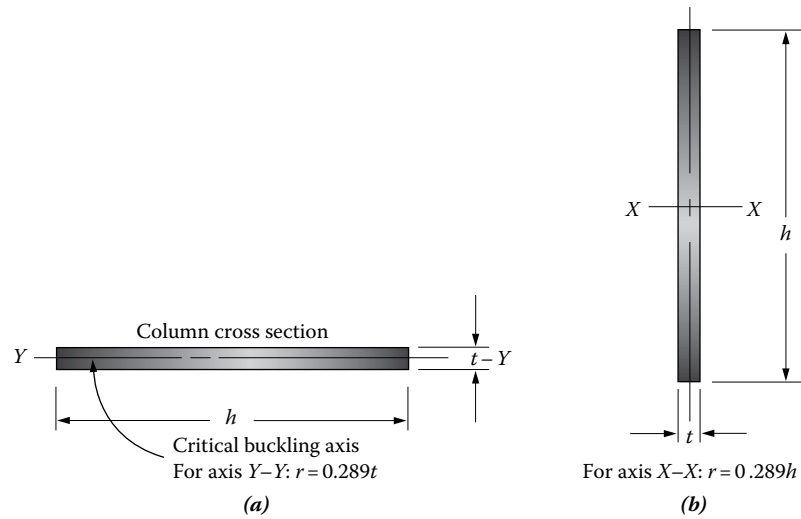 Column cross section
Y
t – Y
h
Critical buckling axis
For axis Y–Y: r = 0.289t
(a)
X
X
h
t
For axis X–X: r = 0.289h
(b)